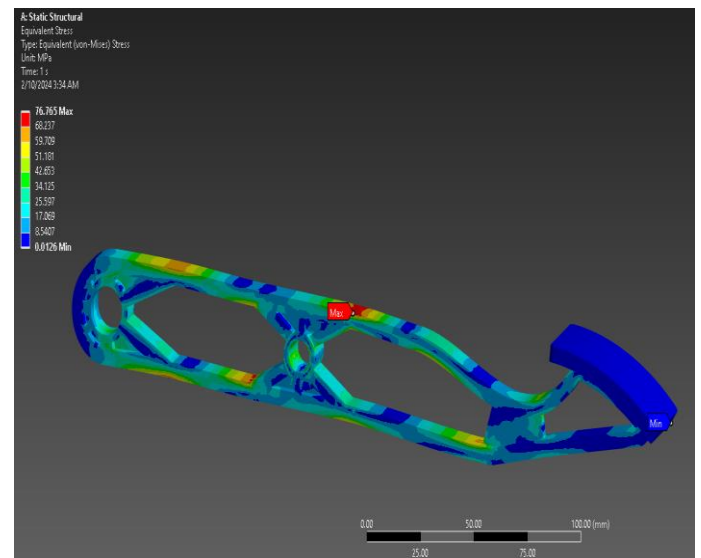 A: Static Structural
Equivalent Stress
Type: Equivalent (von-Mises) Stress
Unit: MPa
Time: 1 s
2/10/2024 3:34 AM
76.765 Max
68.237
59.709
51.181
42.653
34.125
25.597
17.069
8.5407
0.0126 Min
Max
Min
0.00 50.00 100.00 (mm)
25.00 75.00